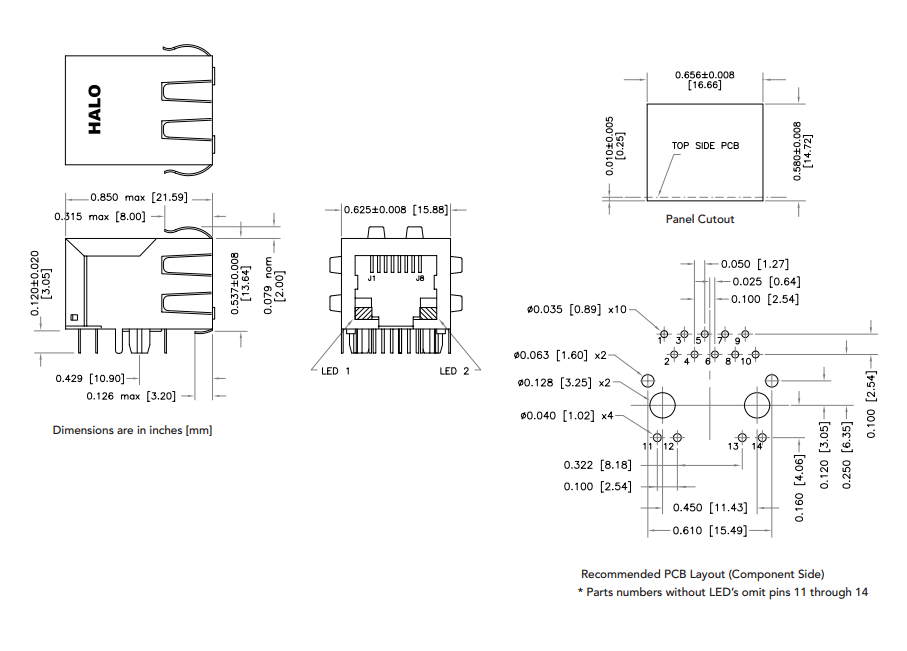 HALO
0.850 max [21.59]
0.315 max [8.00]
0.120±0.020
[3.05]
0.537±0.008
[13.64]
0.079 nom
[2.00]
0.429 [10.90]
0.126 max [3.20]
Dimensions are in inches [mm]
0.625±0.008 [15.88]
J1 J8
LED 1 LED 2
0.656±0.008
[16.66]
0.010±0.005
[0.25]
TOP SIDE PCB
0.580±0.008
[14.72]
Panel Cutout
0.050 [1.27]
0.025 [0.64]
0.100 [2.54]
ø0.035 [0.89] x10
1 3 5 7 9
2 4 6 8 10
ø0.063 [1.60] x2
ø0.128 [3.25] x2
ø0.040 [1.02] x4
11 12 13 14
0.322 [8.18]
0.100 [2.54]
0.450 [11.43]
0.610 [15.49]
0.160 [4.06]
0.120 [3.05]
0.250 [6.35]
0.100 [2.54]
Recommended PCB Layout (Component Side)
* Parts numbers without LED's omit pins 11 through 14